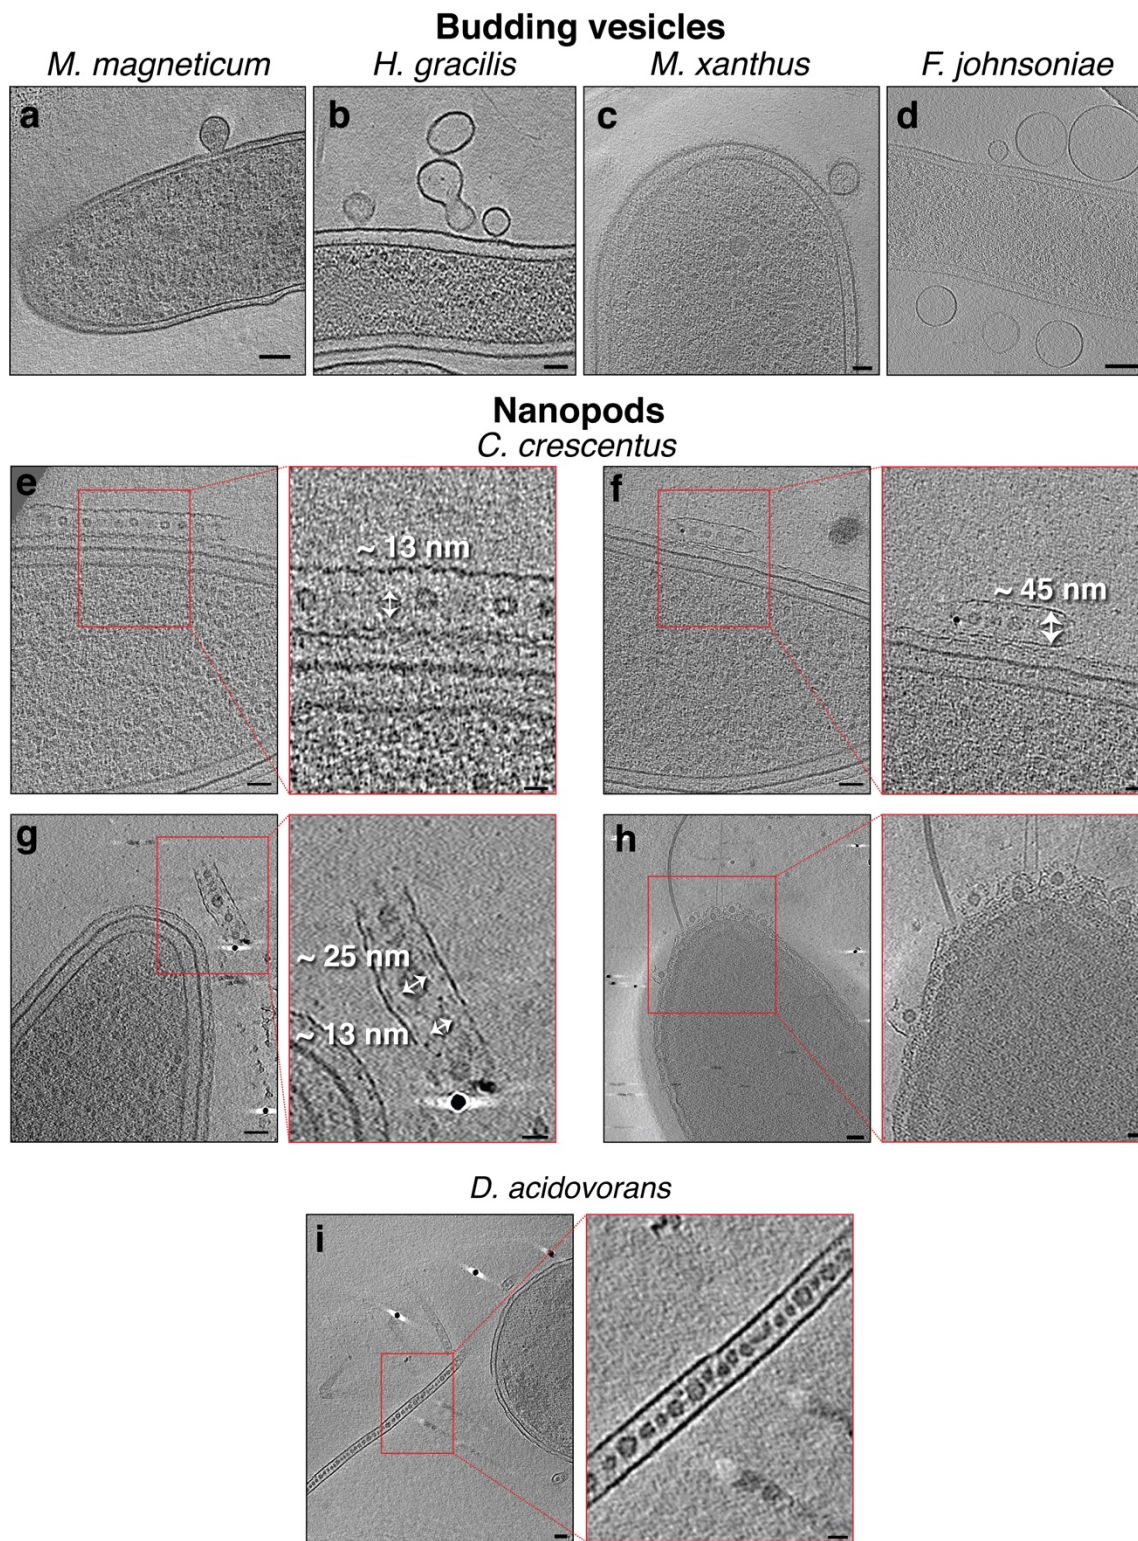 Budding vesicles
M. magneticum H. gracilis M. xanthus F. johnsoniae
a b c d
Nanopods
C. crescentus
e f
~ 13 nm
~ 45 nm
g h
~ 25 nm
~ 13 nm
D. acidovorans
i